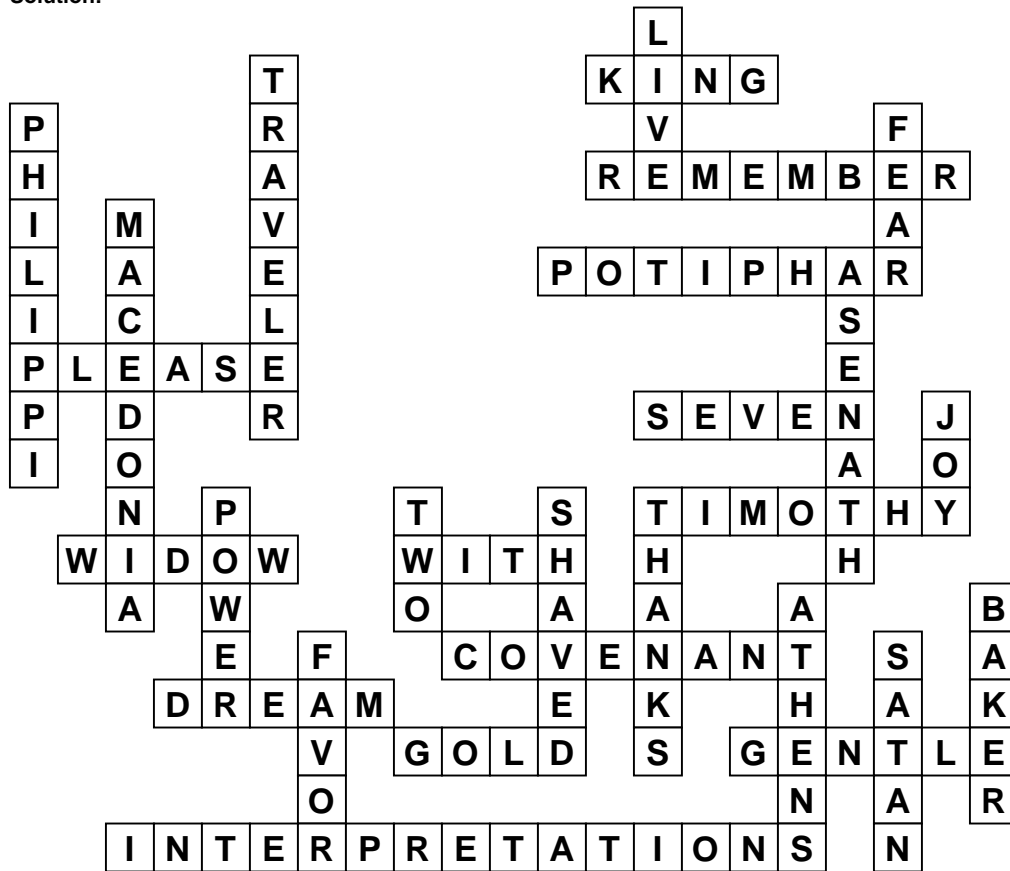 Solution:
L
T K I N G
P R V F
H A R E M E M B E R
I M V A
L A E P O T I P H A R
I C L S
P L E A S E E
P D R S E V E N J
I O A O
N P T S T I M O T H Y
W I D O W W I T H H H
A W O A A A B
E F C O V E N A N T S A
D R E A M E K H A K
V G O L D S G E N T L E
O N A R
I N T E R P R E T A T I O N S N